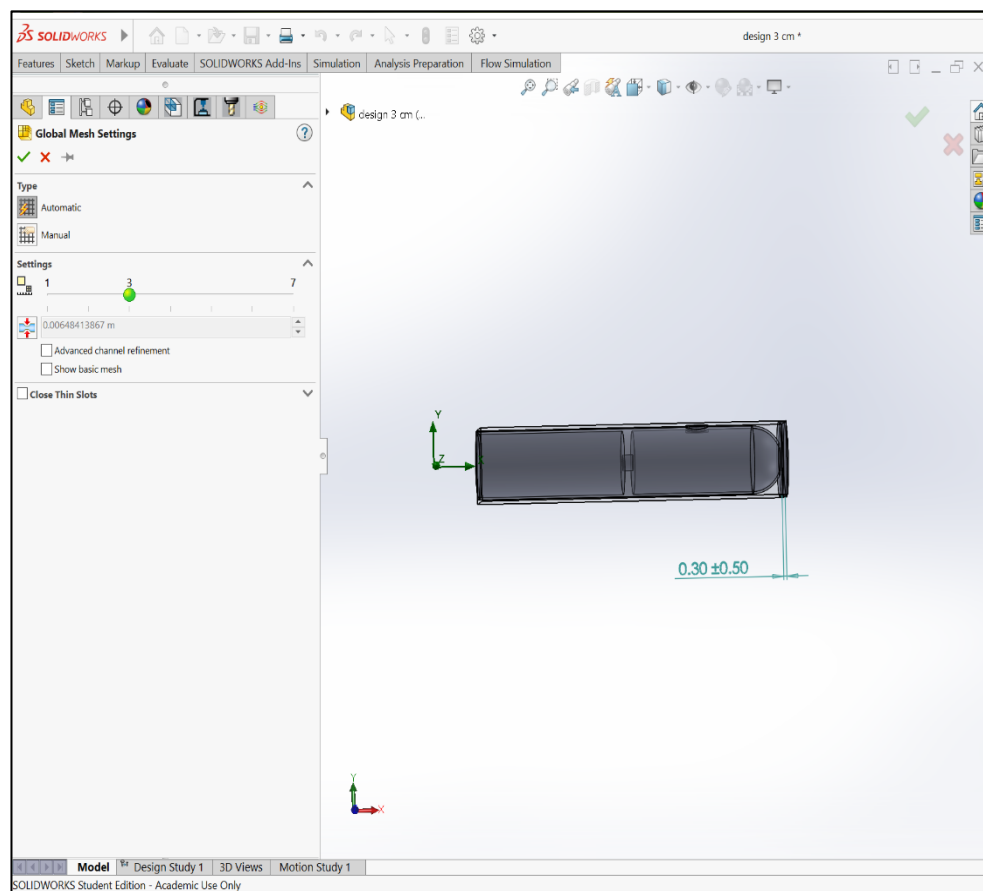 SOLIDWORKS
design 3 cm *
Features Sketch Markup Evaluate SOLIDWORKS Add-Ins Simulation Analysis Preparation Flow Simulation
design 3 cm (...
Global Mesh Settings
?
Type
Automatic
Manual
Settings
1 3 7
0.00648413867 m
Advanced channel refinement
Show basic mesh
Close Thin Slots
Y
Z
0.30 ±0.50
Y
X
Model Design Study 1 3D Views Motion Study 1
SOLIDWORKS Student Edition - Academic Use Only